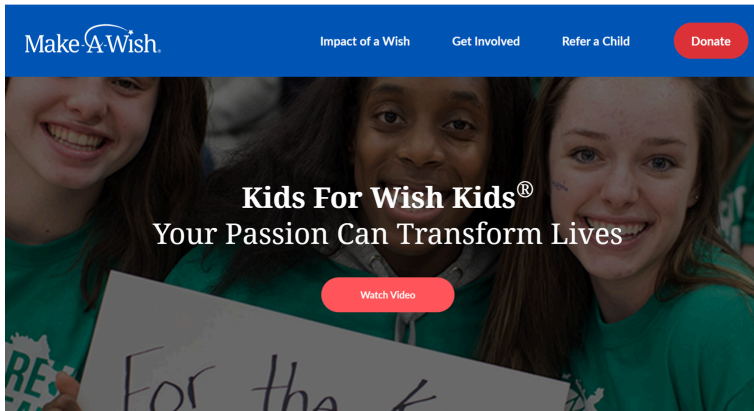 Make-A-Wish®
Impact of a Wish
Get Involved
Refer a Child
Donate
Kids For Wish Kids®
Your Passion Can Transform Lives
Watch Video
For the
RE